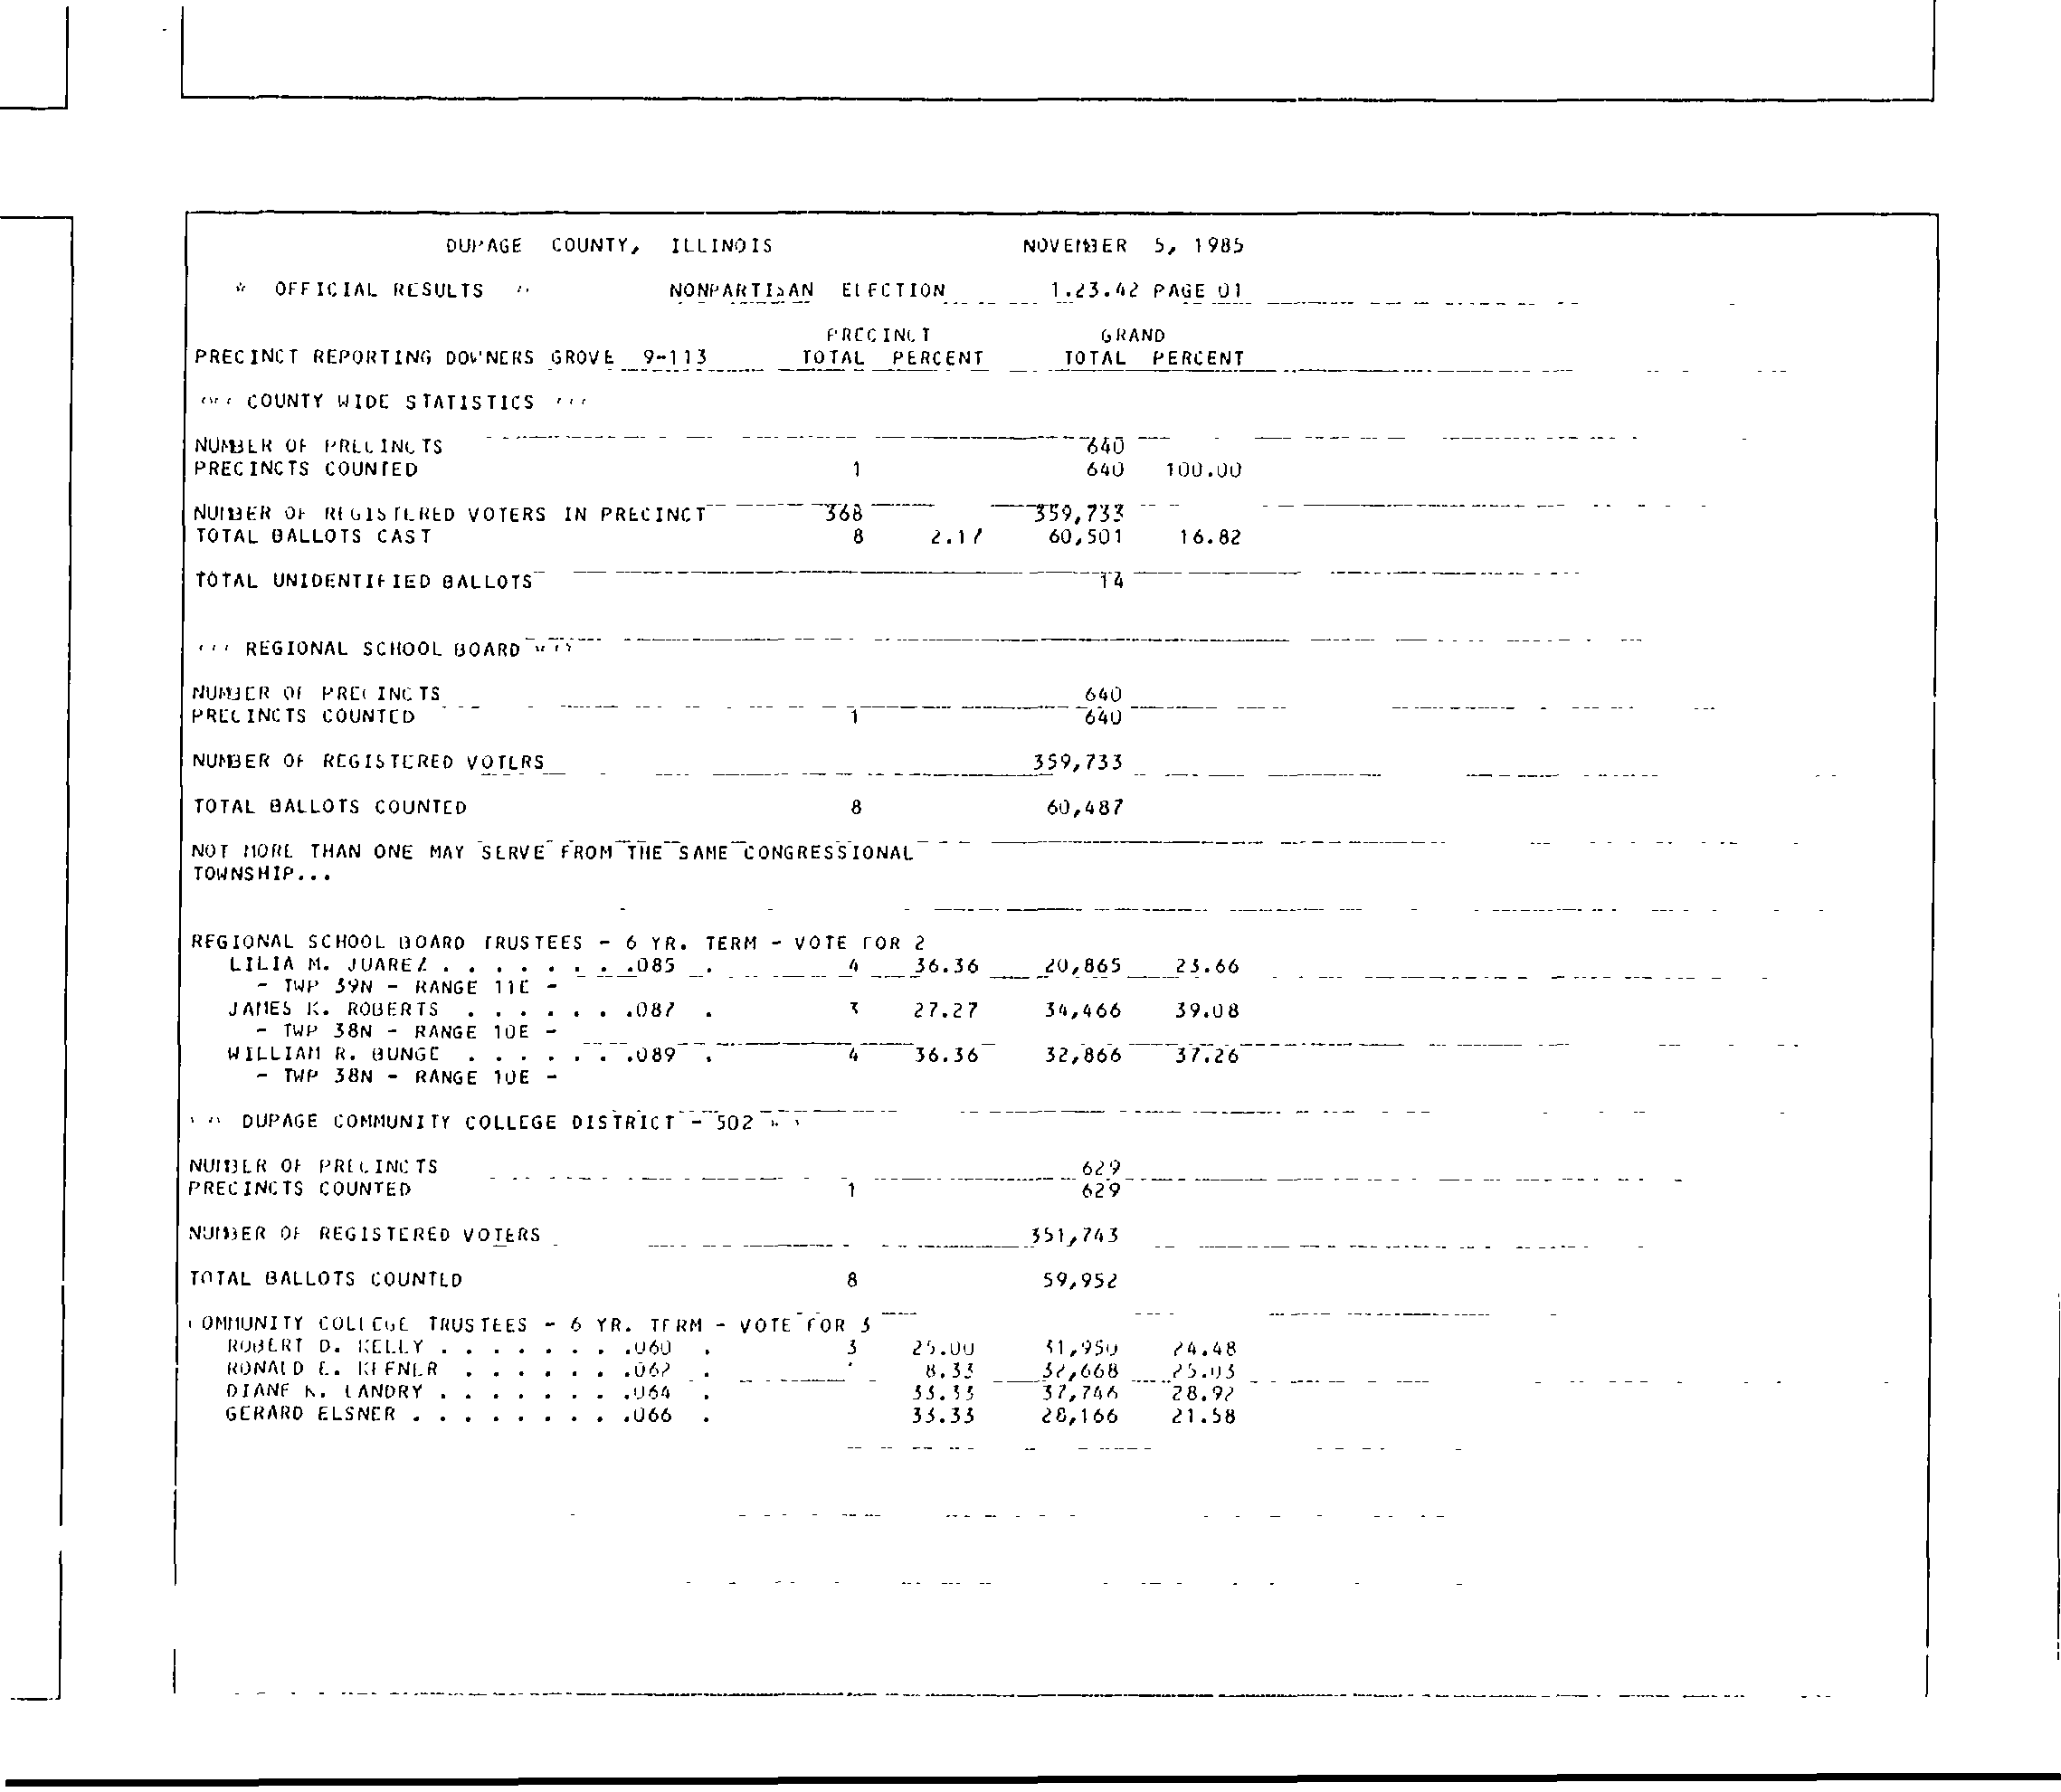 DUPAGE COUNTY, ILLINOIS NOVEMBER 5, 1985
* OFFICIAL RESULTS * NONPARTISAN ELECTION 1.23.42 PAGE 01
PRECINCT GRAND
PRECINCT REPORTING DOWNERS GROVE 9-113 TOTAL PERCENT TOTAL PERCENT
*** COUNTY WIDE STATISTICS ***
NUMBER OF PRECINCTS 640
PRECINCTS COUNTED 1 640 100.00
NUMBER OF REGISTERED VOTERS IN PRECINCT 368 359,733
TOTAL BALLOTS CAST 8 2.17 60,501 16.82
TOTAL UNIDENTIFIED BALLOTS 14
*** REGIONAL SCHOOL BOARD ***
NUMBER OF PRECINCTS 640
PRECINCTS COUNTED 1 640
NUMBER OF REGISTERED VOTERS 359,733
TOTAL BALLOTS COUNTED 8 60,487
NOT MORE THAN ONE MAY SERVE FROM THE SAME CONGRESSIONAL
TOWNSHIP...
REGIONAL SCHOOL BOARD TRUSTEES - 6 YR. TERM - VOTE FOR 2
LILIA M. JUAREZ . . . . . . . .085 . 4 36.36 20,865 23.66
- TWP 39N - RANGE 11E -
JAMES K. ROBERTS . . . . . . .087 . 3 27.27 34,466 39.08
- TWP 38N - RANGE 10E -
WILLIAM R. BUNGE . . . . . . .089 . 4 36.36 32,866 37.26
- TWP 38N - RANGE 10E -
DUPAGE COMMUNITY COLLEGE DISTRICT - 502
NUMBER OF PRECINCTS 629
PRECINCTS COUNTED 1 629
NUMBER OF REGISTERED VOTERS 351,743
TOTAL BALLOTS COUNTED 8 59,952
COMMUNITY COLLEGE TRUSTEES - 6 YR. TERM - VOTE FOR 3
ROBERT D. KELLY . . . . . . . .060 . 3 25.00 31,950 24.48
RONALD E. KEENER . . . . . . .062 . 8.33 32,668 25.03
DIANE K. LANDRY . . . . . . . .064 . 33.33 37,746 28.92
GERARD ELSNER . . . . . . . . .066 . 33.33 28,166 21.58